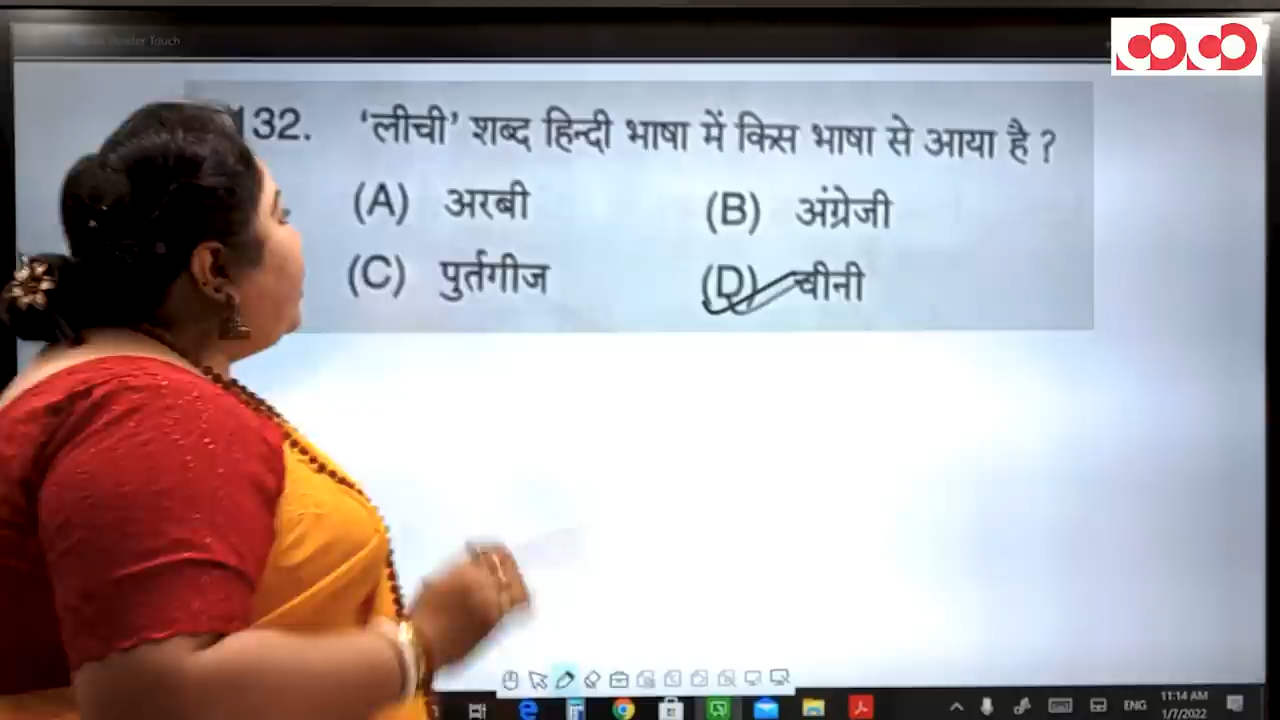 132. 'लीची' शब्द हिन्दी भाषा में किस भाषा से आया है ?
(A) अरबी (B) अंग्रेजी
(C) पुर्तगीज (D) चीनी
ENG
11:14 AM
1/7/2022